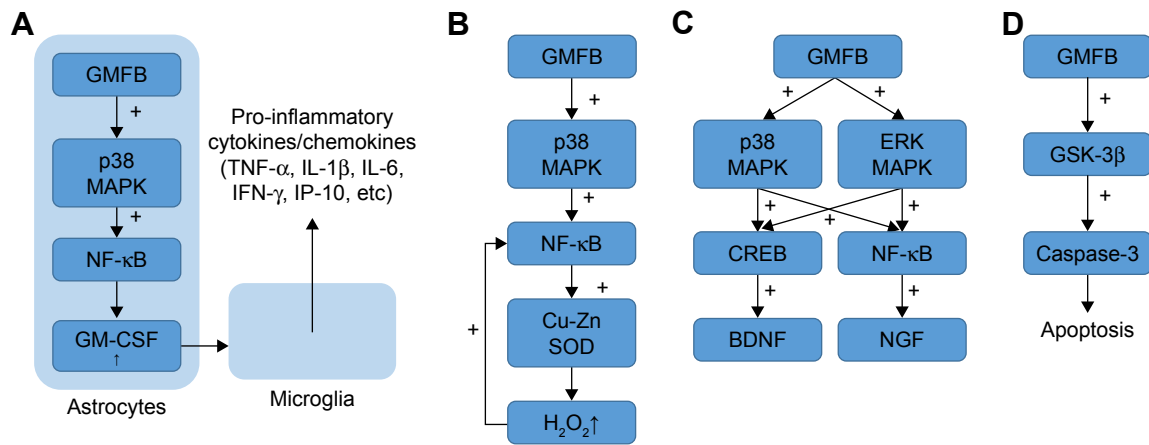 A
GMFB
+
p38
MAPK
+
NF-κB
GM-CSF
↑
Astrocytes
Pro-inflammatory
cytokines/chemokines
(TNF-α, IL-1β, IL-6,
IFN-γ, IP-10, etc)
Microglia
B
GMFB
+
p38
MAPK
+
NF-κB
+
Cu-Zn
SOD
+
H₂O₂↑
C
GMFB
+ +
p38
MAPK
ERK
MAPK
+ + +
CREB
NF-κB
+ +
BDNF
NGF
D
GMFB
+
GSK-3β
+
Caspase-3
Apoptosis